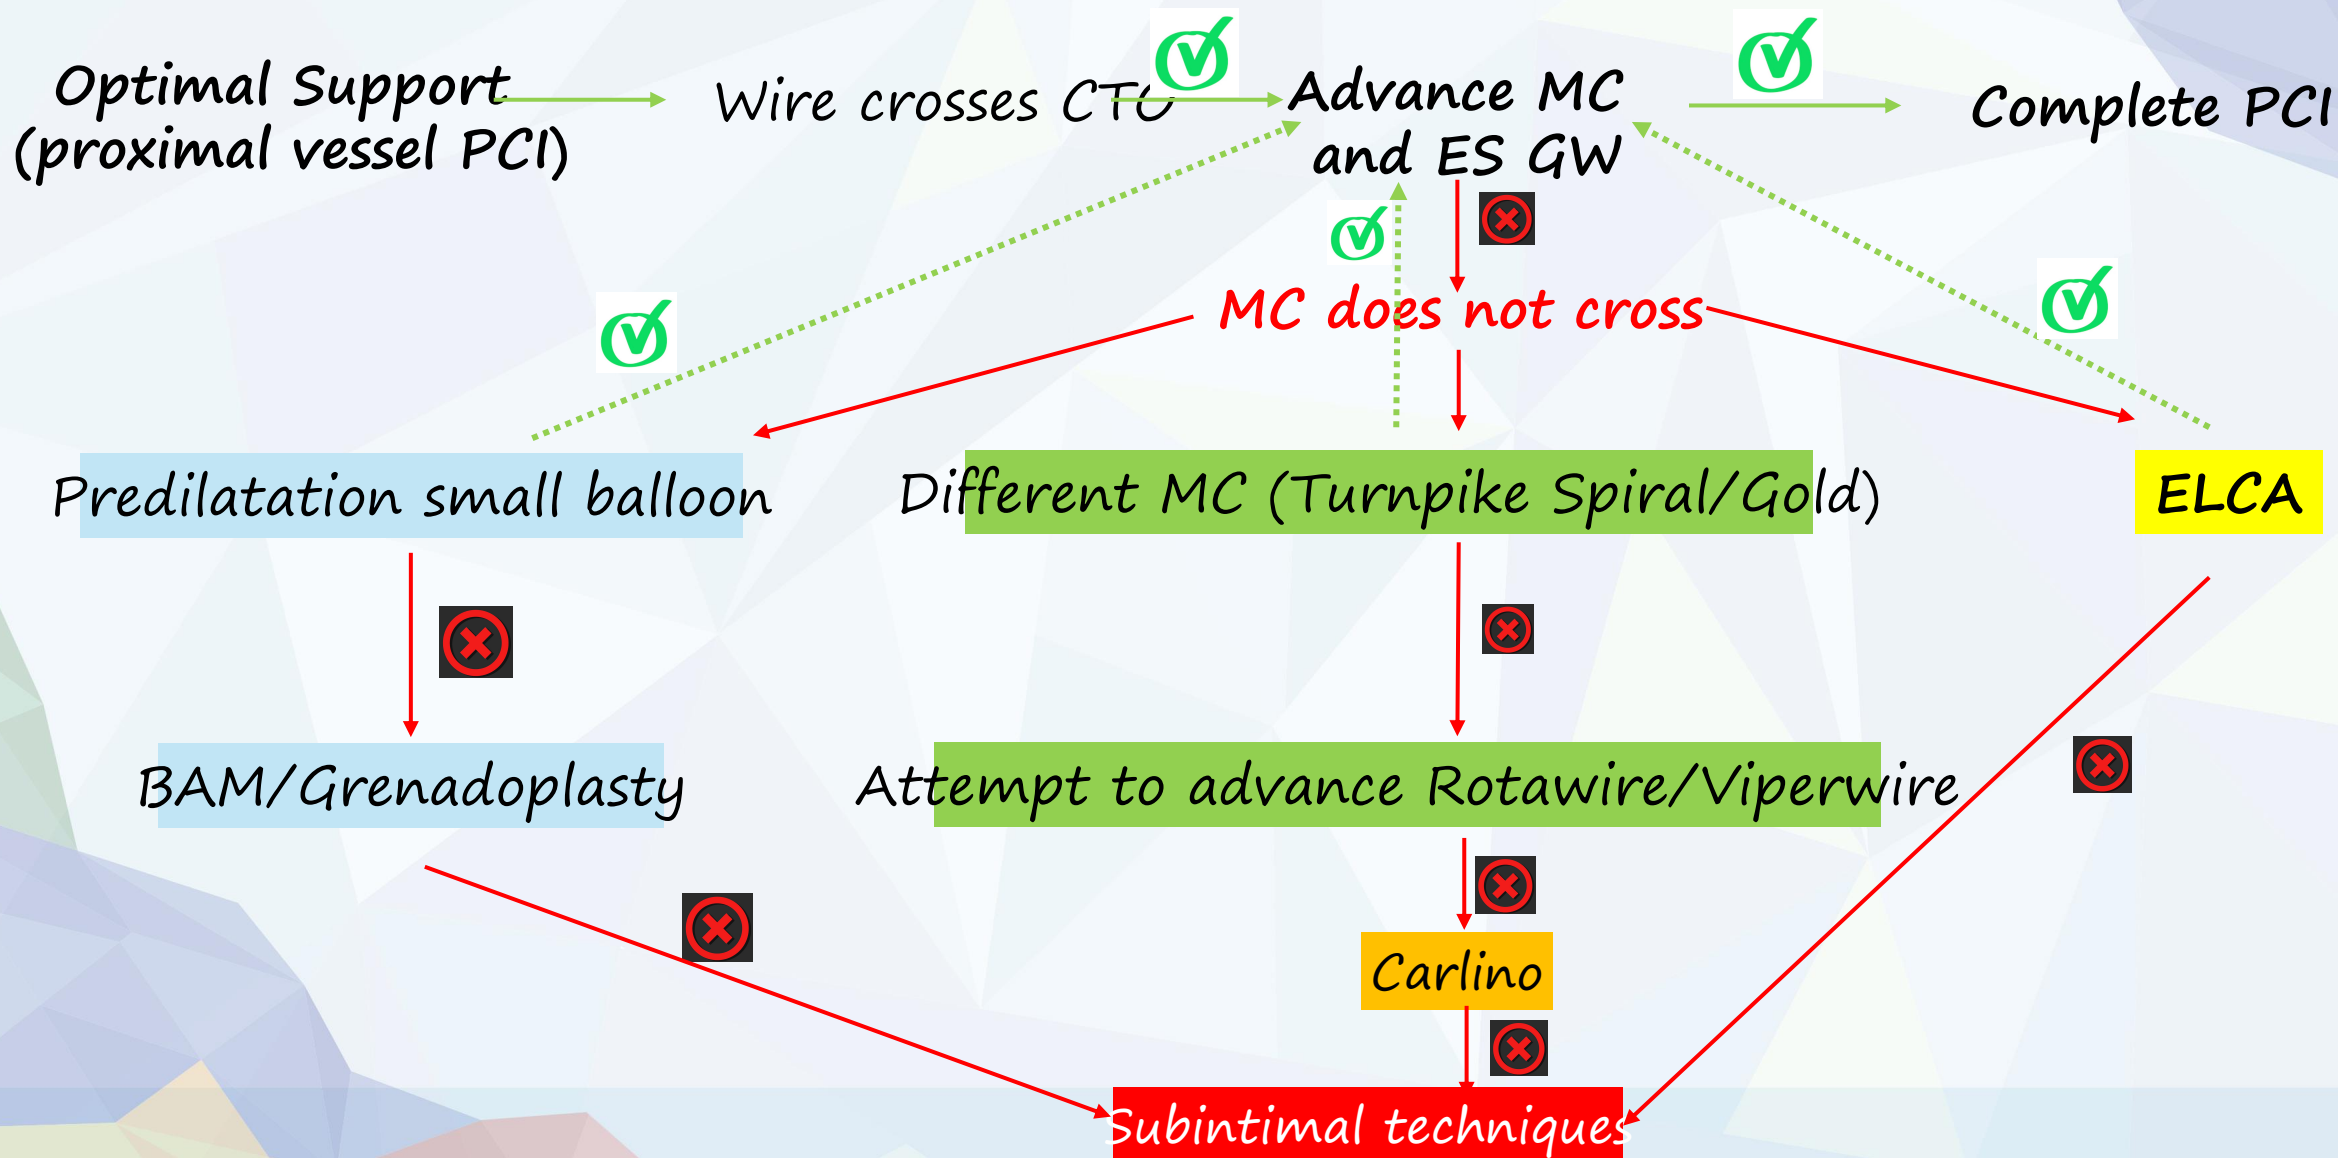 Optimal Support
(proximal vessel PCI)
Wire crosses CTO
Advance MC
and ES GW
Complete PCI
MC does not cross
Predilatation small balloon
Different MC (Turnpike Spiral/Gold)
ELCA
BAM/Grenadoplasty
Attempt to advance Rotawire/Viperwire
Carlino
Subintimal techniques